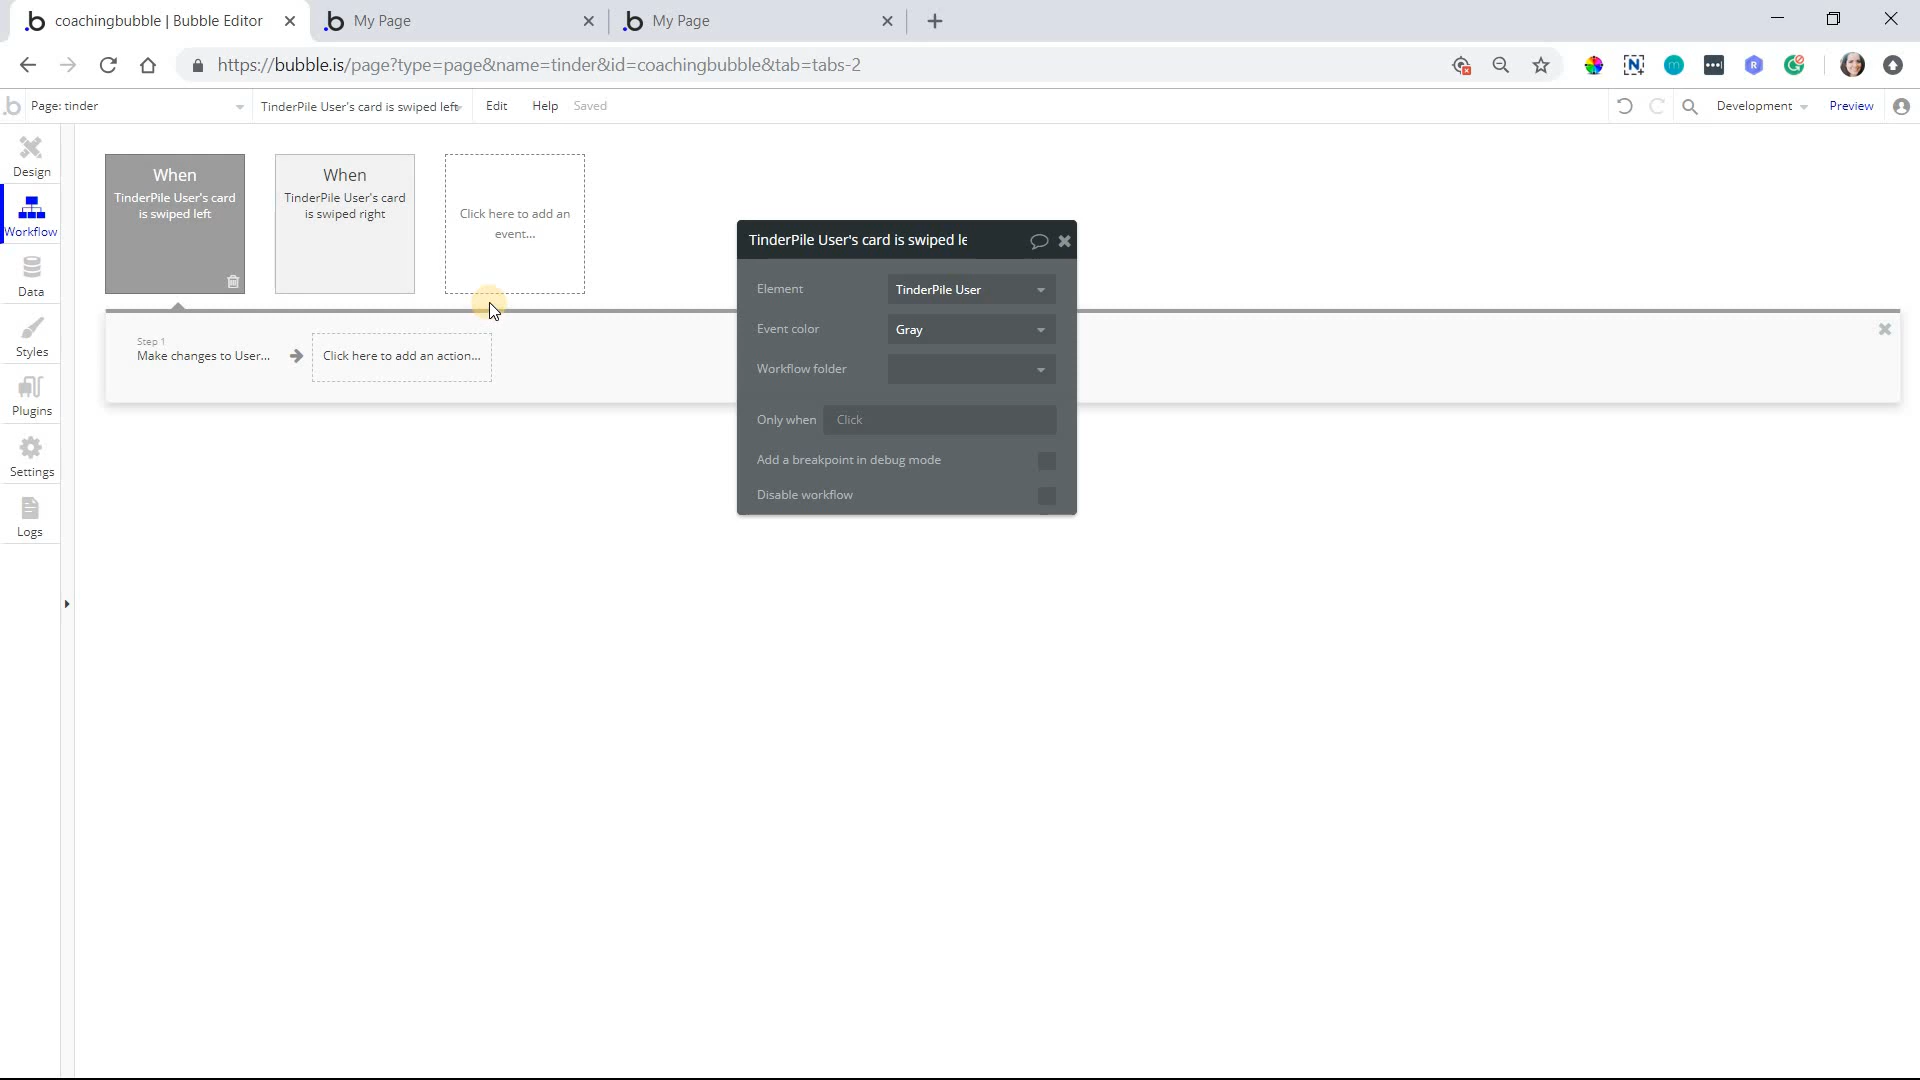 coachingbubble | Bubble Editor
My Page
My Page
https://bubble.is/page?type=page&name=tinder&id=coachingbubble&tab=tabs-2
Page: tinder
TinderPile User's card is swiped left
Edit
Help
Saved
Development
Preview
Design
Workflow
Data
Styles
Plugins
Settings
Logs
When
TinderPile User's card
is swiped left
When
TinderPile User's card
is swiped right
Click here to add an
event...
Step 1
Make changes to User...
Click here to add an action...
TinderPile User's card is swiped le
Element
TinderPile User
Event color
Gray
Workflow folder
Only when
Click
Add a breakpoint in debug mode
Disable workflow